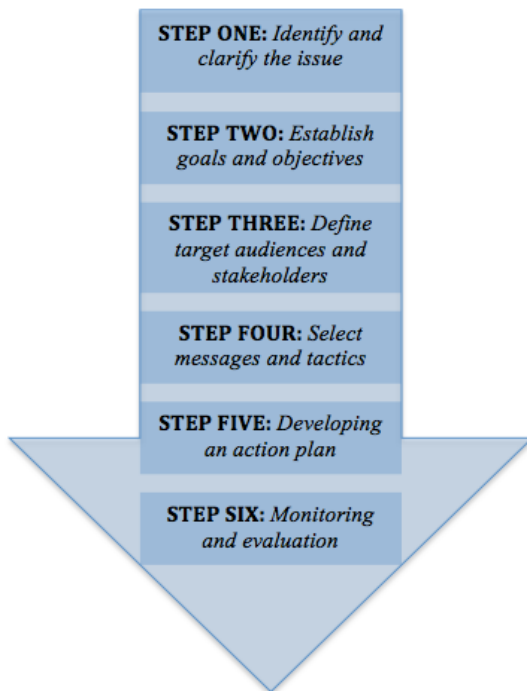 STEP ONE: Identify and
clarify the issue
STEP TWO: Establish
goals and objectives
STEP THREE: Define
target audiences and
stakeholders
STEP FOUR: Select
messages and tactics
STEP FIVE: Developing
an action plan
STEP SIX: Monitoring
and evaluation